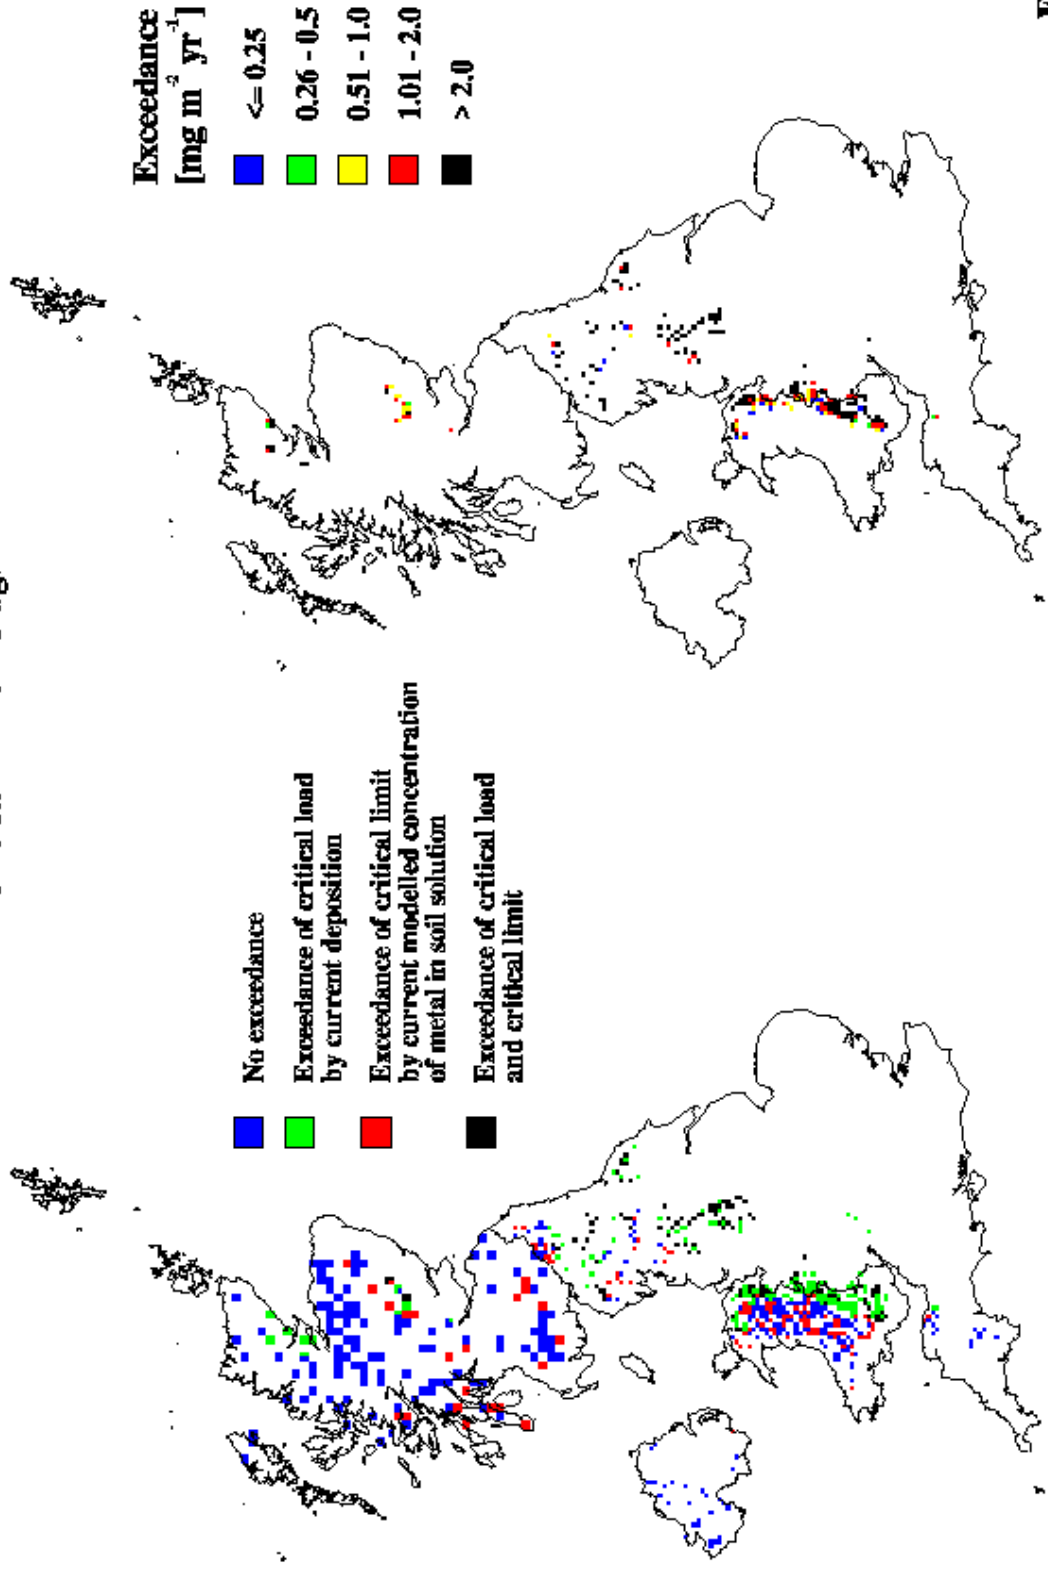 No exceedance
Exceedance of critical load
by current deposition
Exceedance of critical limit
by current modelled concentration
of metal in soil solution
Exceedance of critical load
and critical limit
Exceedance
[mg m⁻² yr⁻¹]
<= 0.25
0.26 - 0.5
0.51 - 1.0
1.01 - 2.0
> 2.0